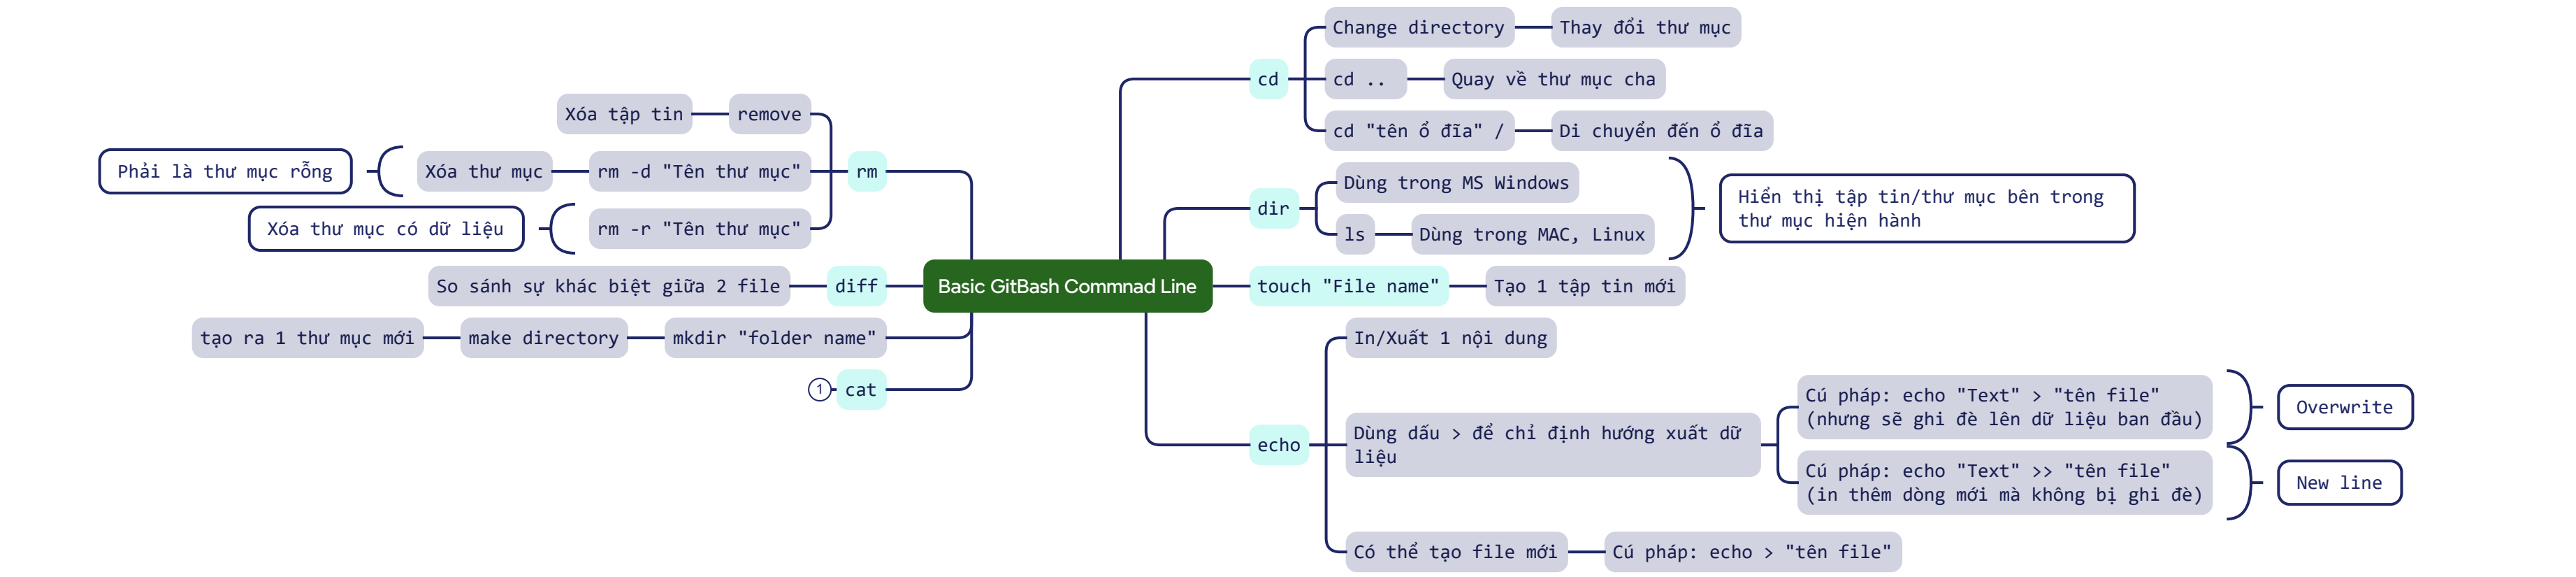 Basic GitBash Commnad Line
cd
Change directory
Thay đổi thư mục
cd ..
Quay về thư mục cha
cd "tên ổ đĩa" /
Di chuyển đến ổ đĩa
dir
Dùng trong MS Windows
ls
Dùng trong MAC, Linux
Hiển thị tập tin/thư mục bên trong
thư mục hiện hành
touch "File name"
Tạo 1 tập tin mới
echo
In/Xuất 1 nội dung
Dùng dấu > để chỉ định hướng xuất dữ
liệu
Cú pháp: echo "Text" > "tên file"
(nhưng sẽ ghi đè lên dữ liệu ban đầu)
Overwrite
Cú pháp: echo "Text" >> "tên file"
(in thêm dòng mới mà không bị ghi đè)
New line
Có thể tạo file mới
Cú pháp: echo > "tên file"
rm
remove
Xóa tập tin
rm -d "Tên thư mục"
Xóa thư mục
Phải là thư mục rỗng
rm -r "Tên thư mục"
Xóa thư mục có dữ liệu
diff
So sánh sự khác biệt giữa 2 file
mkdir "folder name"
make directory
tạo ra 1 thư mục mới
cat
1